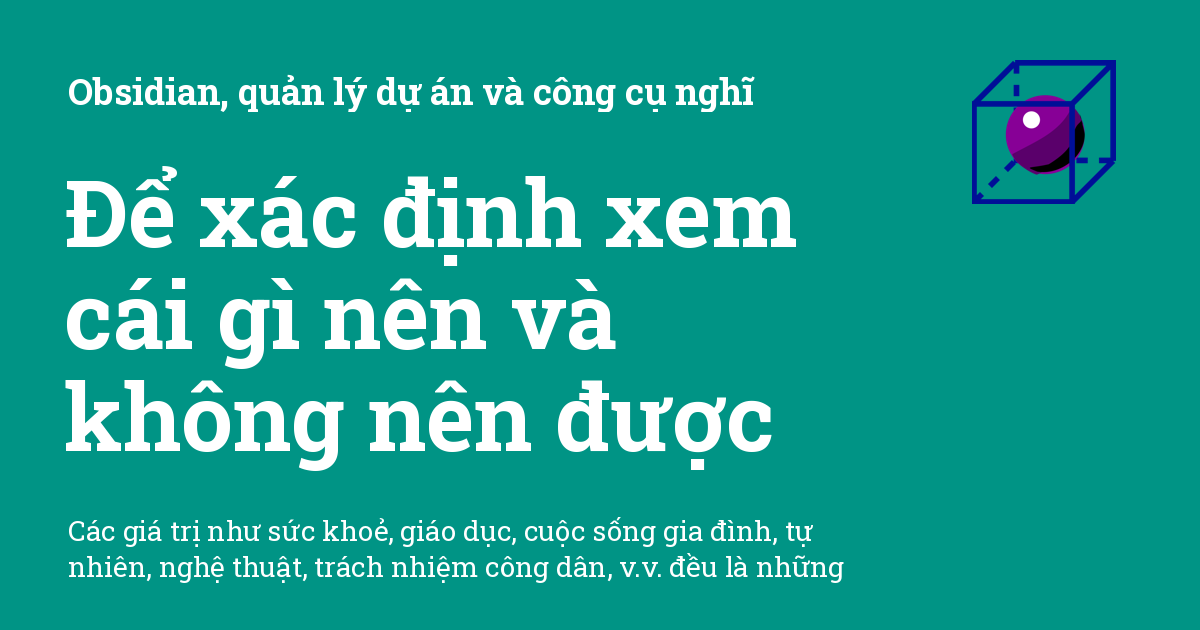 Obsidian, quản lý dự án và công cụ nghĩ
Để xác định xem
cái gì nên và
không nên được
Các giá trị như sức khoẻ, giáo dục, cuộc sống gia đình, tự
nhiên, nghệ thuật, trách nhiệm công dân, v.v. đều là những